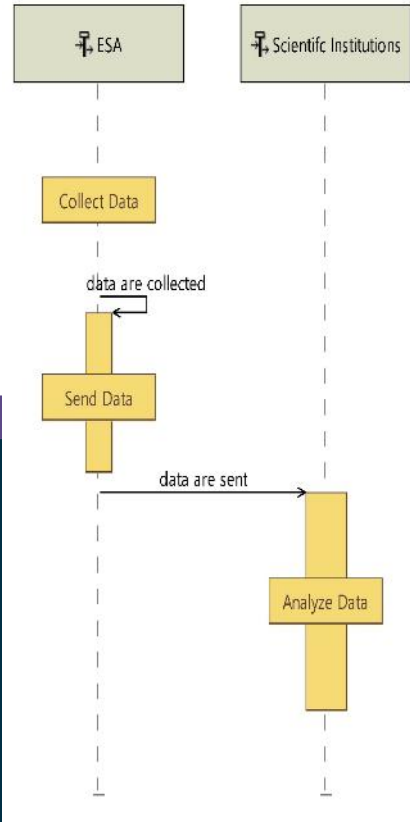 ESA
Scientifc Institutions
Collect Data
data are collected
Send Data
data are sent
Analyze Data